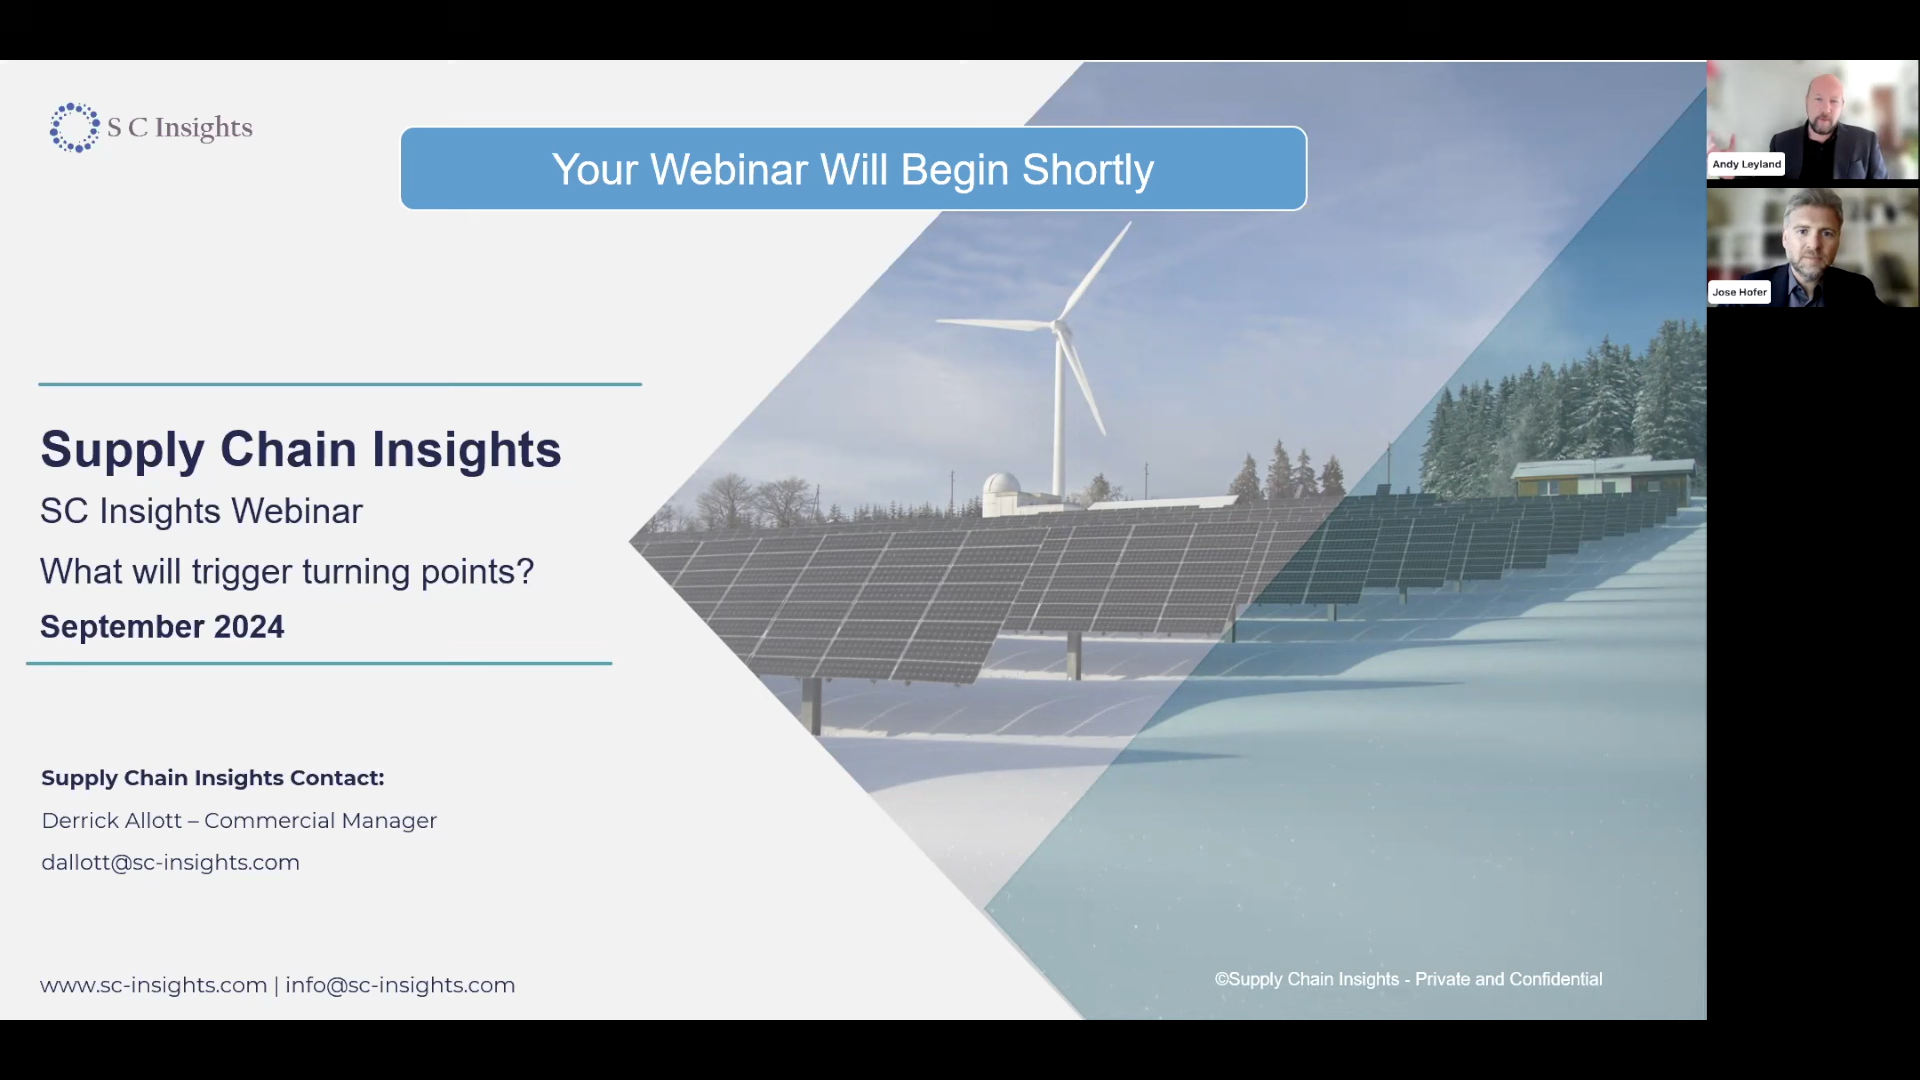 S C Insights
Your Webinar Will Begin Shortly
Andy Leyland
Jose Hofer
Supply Chain Insights
SC Insights Webinar
What will trigger turning points?
September 2024
Supply Chain Insights Contact:
Derrick Allott – Commercial Manager
dallott@sc-insights.com
www.sc-insights.com | info@sc-insights.com
©Supply Chain Insights - Private and Confidential